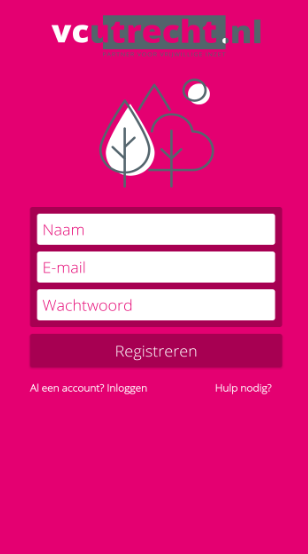 vcutrecht.nl
Naam
E-mail
Wachtwoord
Registreren
Al een account? Inloggen
Hulp nodig?